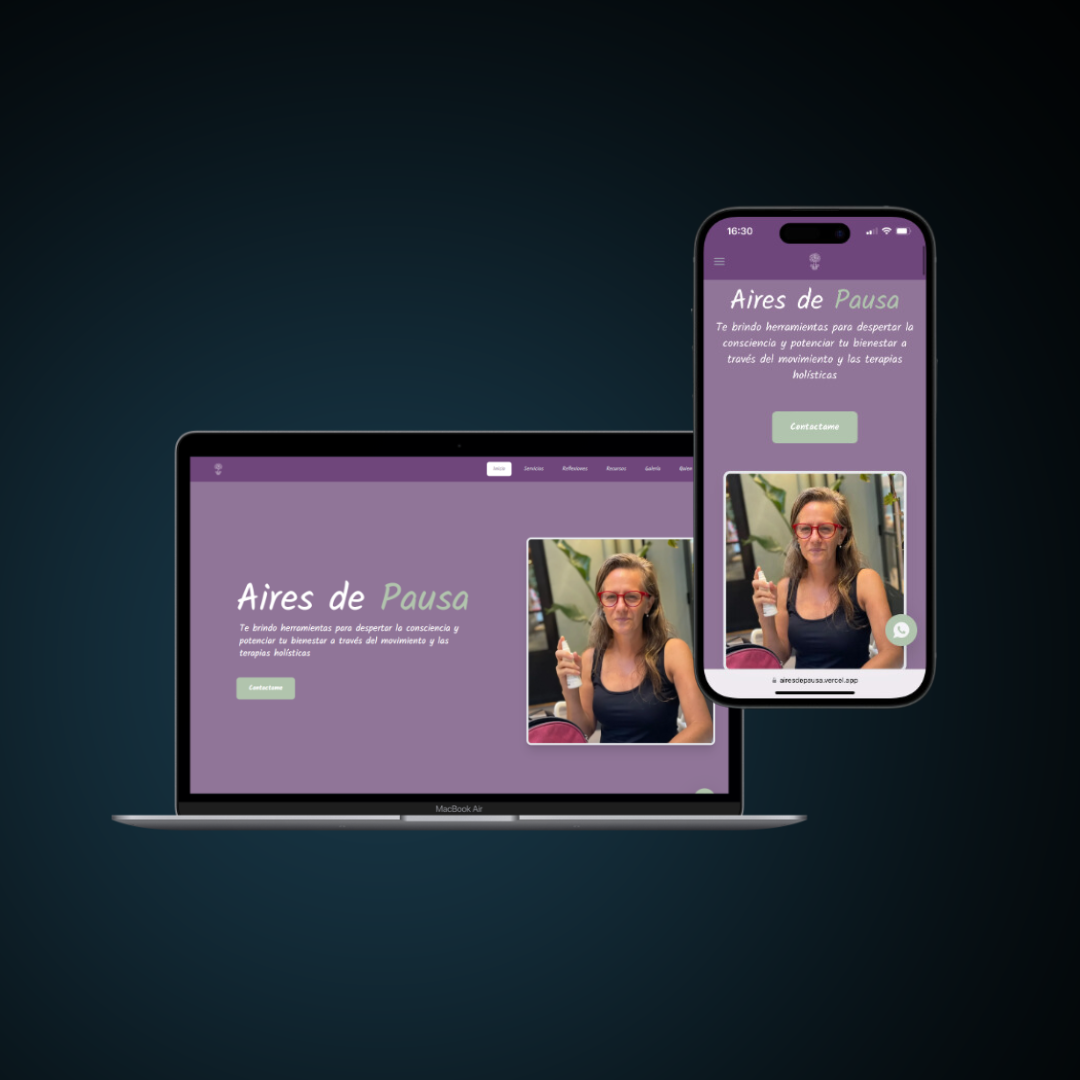 16:30
Aires de Pausa
Te brindo herramientas para despertar la
consciencia y potenciar tu bienestar a
través del movimiento y las terapias
holísticas
Contactame
airesdepausa.vercel.app
Inicio Servicios Reflexiones Recursos Galería
Aires de Pausa
Te brindo herramientas para despertar la consciencia y
potenciar tu bienestar a través del movimiento y las
terapias holísticas
Contactame
MacBook Air